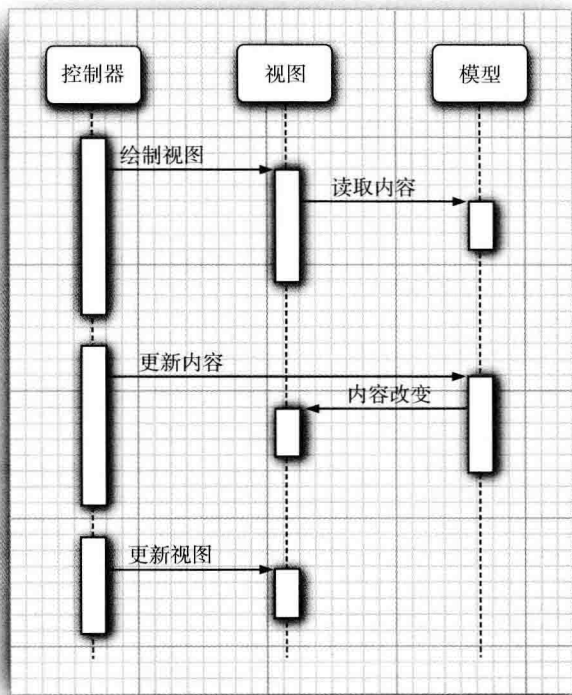 控制器
视图
模型
绘制视图
读取内容
更新内容
内容改变
更新视图